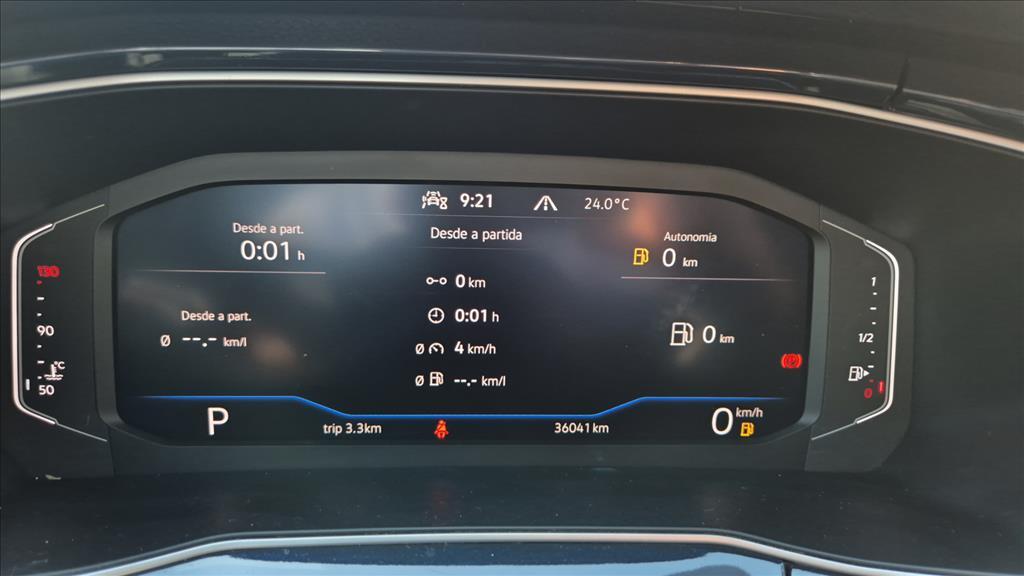 9:21
24.0°C
Desde a part.
0:01 h
Desde a partida
Autonomia
0 km
0 km
0:01 h
4 km/h
--.- km/l
Desde a part.
Ø --.- km/l
0 km
130
90
°C
50
1
1/2
0
P
trip 3.3km
36041 km
0 km/h